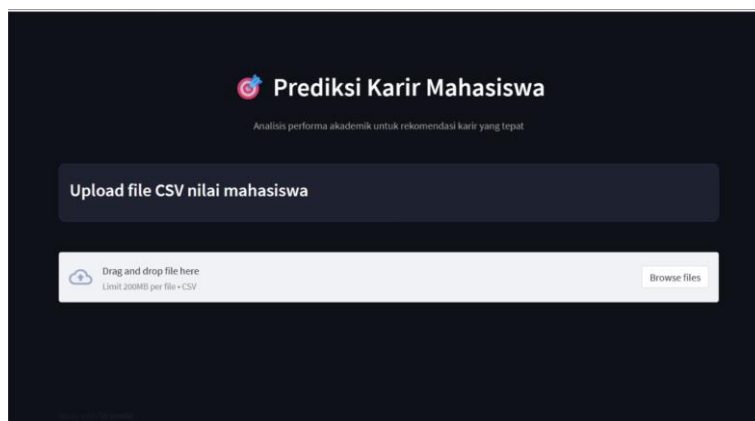 Prediksi Karir Mahasiswa
Analisis performa akademik untuk rekomendasi karir yang tepat
Upload file CSV nilai mahasiswa
Drag and drop file here
Limit 200MB per file • CSV
Browse files